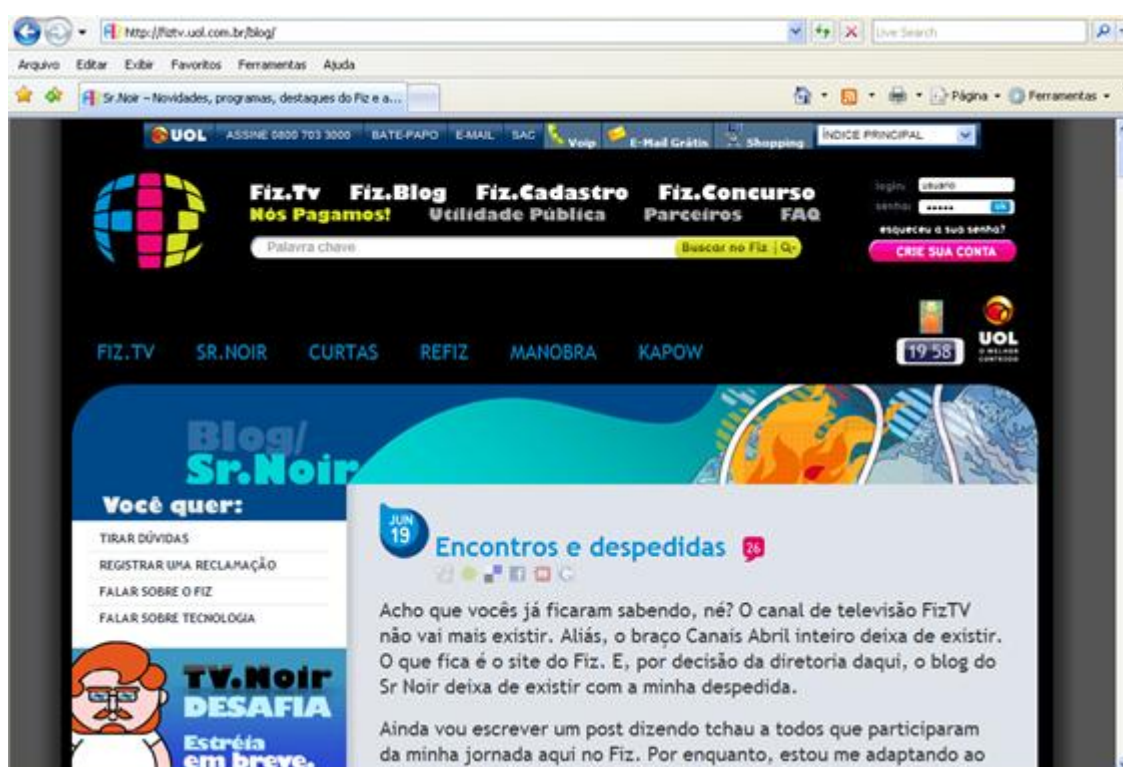 http://fiztv.uol.com.br/blog/
Live Search
Arquivo Editar Exibir Favoritos Ferramentas Ajuda
Sr.Noir – Novidades, programas, destaques do Fiz e a...
Página Ferramentas
UOL ASSINE 0800 703 3000 BATE-PAPO E-MAIL SAC Voip E-Mail Grátis Shopping ÍNDICE PRINCIPAL
Fiz.Tv Fiz.Blog Fiz.Cadastro Fiz.Concurso
Nós Pagamos! Utilidade Pública Parceiros FAQ
Palavra chave Buscar no Fiz
login: usuario
senha: ••••• ok
esqueceu a sua senha?
CRIE SUA CONTA
FIZ.TV SR.NOIR CURTAS REFIZ MANOBRA KAPOW
19 58
UOL
O MELHOR
CONTEÚDO
Blog/
Sr.Noir
Você quer:
TIRAR DÚVIDAS
REGISTRAR UMA RECLAMAÇÃO
FALAR SOBRE O FIZ
FALAR SOBRE TECNOLOGIA
TV.Noir
DESAFIA
Estréia
em breve.
JUN
19
Encontros e despedidas 26
Acho que vocês já ficaram sabendo, né? O canal de televisão FizTV
não vai mais existir. Aliás, o braço Canais Abril inteiro deixa de existir.
O que fica é o site do Fiz. E, por decisão da diretoria daqui, o blog do
Sr Noir deixa de existir com a minha despedida.
Ainda vou escrever um post dizendo tchau a todos que participaram
da minha jornada aqui no Fiz. Por enquanto, estou me adaptando ao